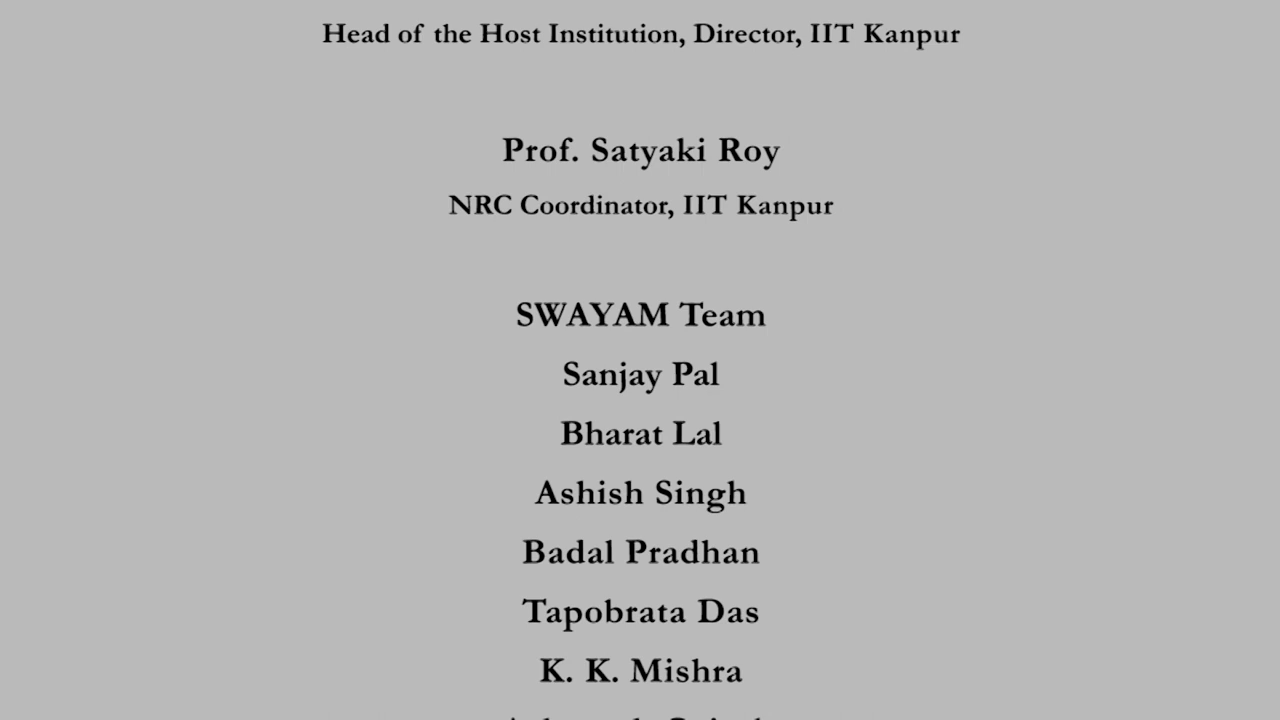 Head of the Host Institution, Director, IIT Kanpur
Prof. Satyaki Roy
NRC Coordinator, IIT Kanpur
SWAYAM Team
Sanjay Pal
Bharat Lal
Ashish Singh
Badal Pradhan
Tapobrata Das
K. K. Mishra